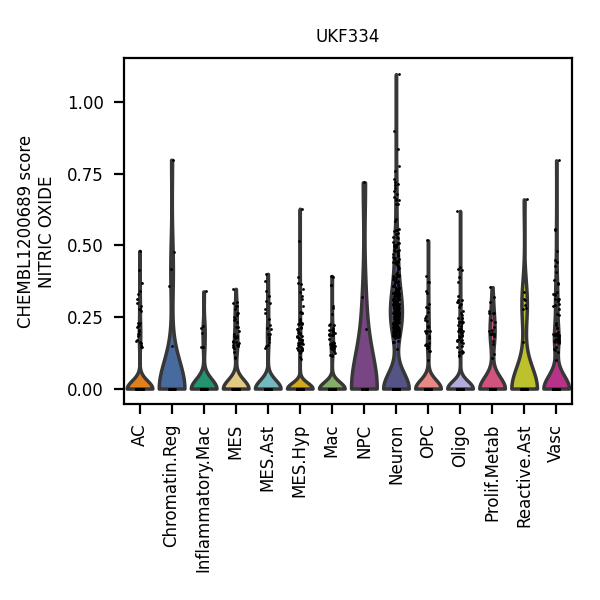 UKF334
CHEMBL1200689 score
NITRIC OXIDE
1.00
0.75
0.50
0.25
0.00
AC
Chromatin.Reg
Inflammatory.Mac
MES
MES.Ast
MES.Hyp
Mac
NPC
Neuron
OPC
Oligo
Prolif.Metab
Reactive.Ast
Vasc